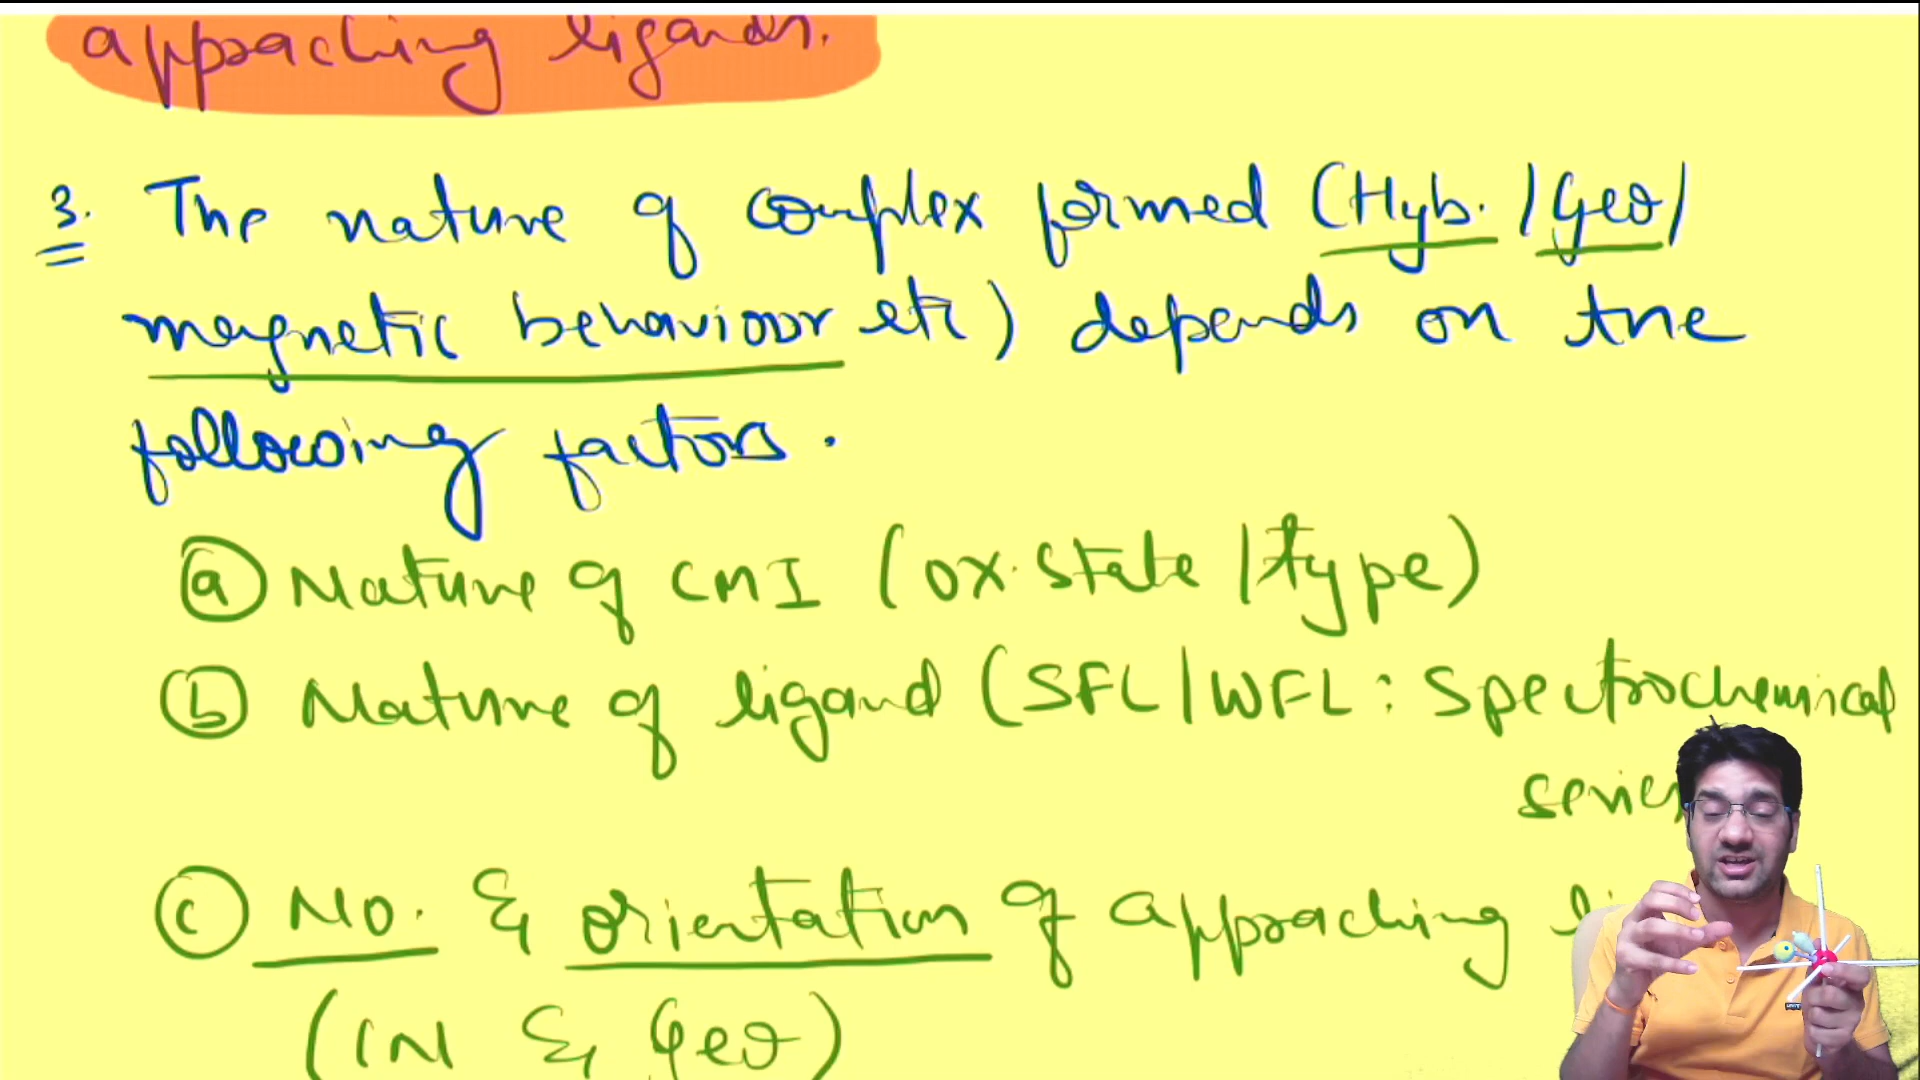 approaching ligands.
3. The nature of complex formed (Hyb. / Geo /
magnetic behaviour etc) depends on the
following factors.
(a) Nature of CMI (ox. state / type)
(b) Nature of ligand (SFL / WFL : Spectrochemical
series
(c) No. & orientation of approaching
(CN & Geo)